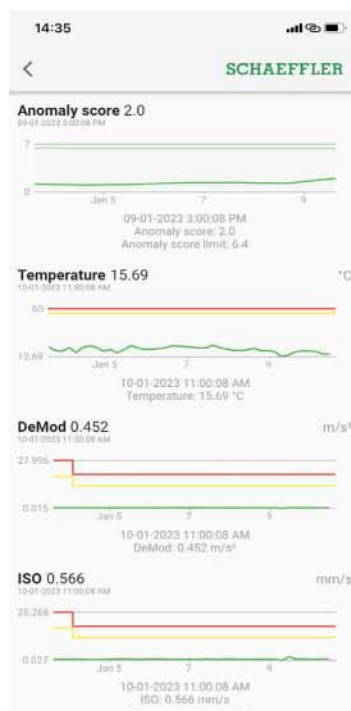 14:35
SCHAEFFLER
Anomaly score 2.0
09-01-2023 3:00:08 PM
7
0
Jan 5 7 9
09-01-2023 3:00:08 PM
Anomaly score: 2.0
Anomaly score limit: 6.4
Temperature 15.69 °C
10-01-2023 11:00:08 AM
65
12.69
Jan 5 7 9
10-01-2023 11:00:08 AM
Temperature: 15.69 °C
DeMod 0.452 m/s²
10-01-2023 11:00:08 AM
27.996
0.015
Jan 5 7 9
10-01-2023 11:00:08 AM
DeMod: 0.452 m/s²
ISO 0.566 mm/s
10-01-2023 11:00:08 AM
25.268
0.027
Jan 5 7 9
10-01-2023 11:00:08 AM
ISO: 0.566 mm/s